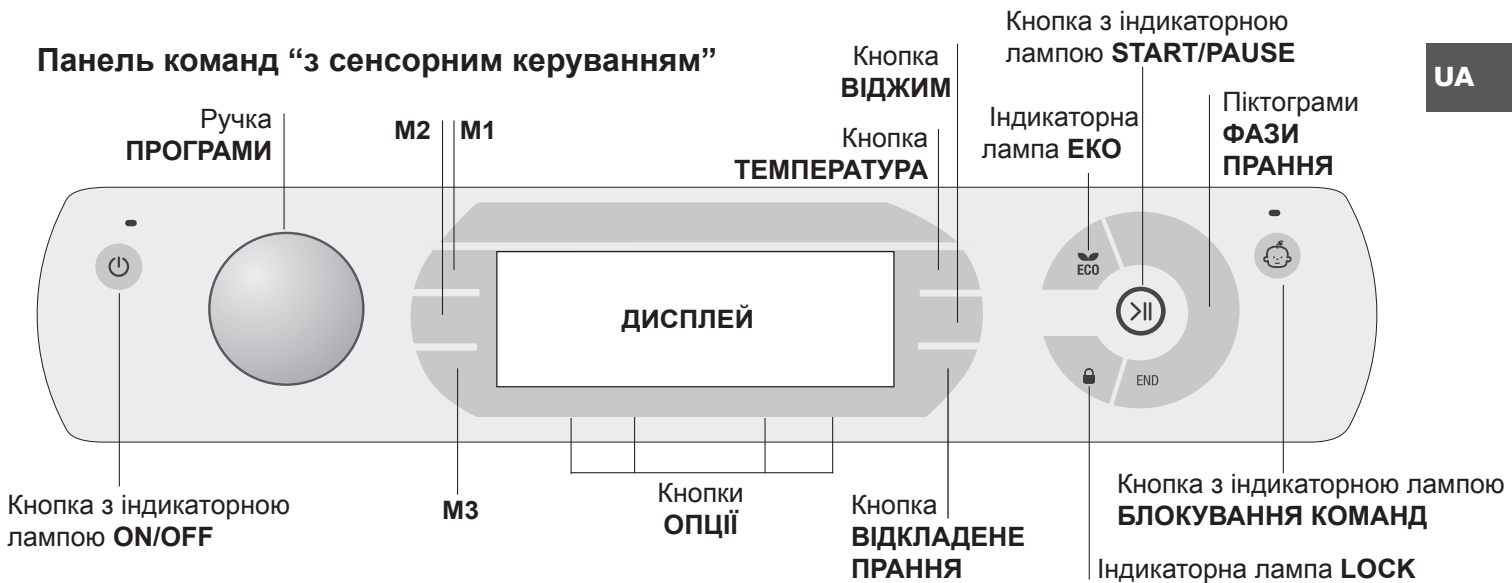 Панель команд “з сенсорним керуванням”
UA
Ручка
ПРОГРАМИ
M2
M1
Кнопка
ВІДЖИМ
Кнопка
ТЕМПЕРАТУРА
Кнопка з індикаторною
лампою START/PAUSE
Індикаторна
лампа ЕКО
Піктограми
ФАЗИ
ПРАННЯ
ДИСПЛЕЙ
ECO
END
Кнопка з індикаторною
лампою ON/OFF
M3
Кнопки
ОПЦІЇ
Кнопка
ВІДКЛАДЕНЕ
ПРАННЯ
Кнопка з індикаторною лампою
БЛОКУВАННЯ КОМАНД
Індикаторна лампа LOCK